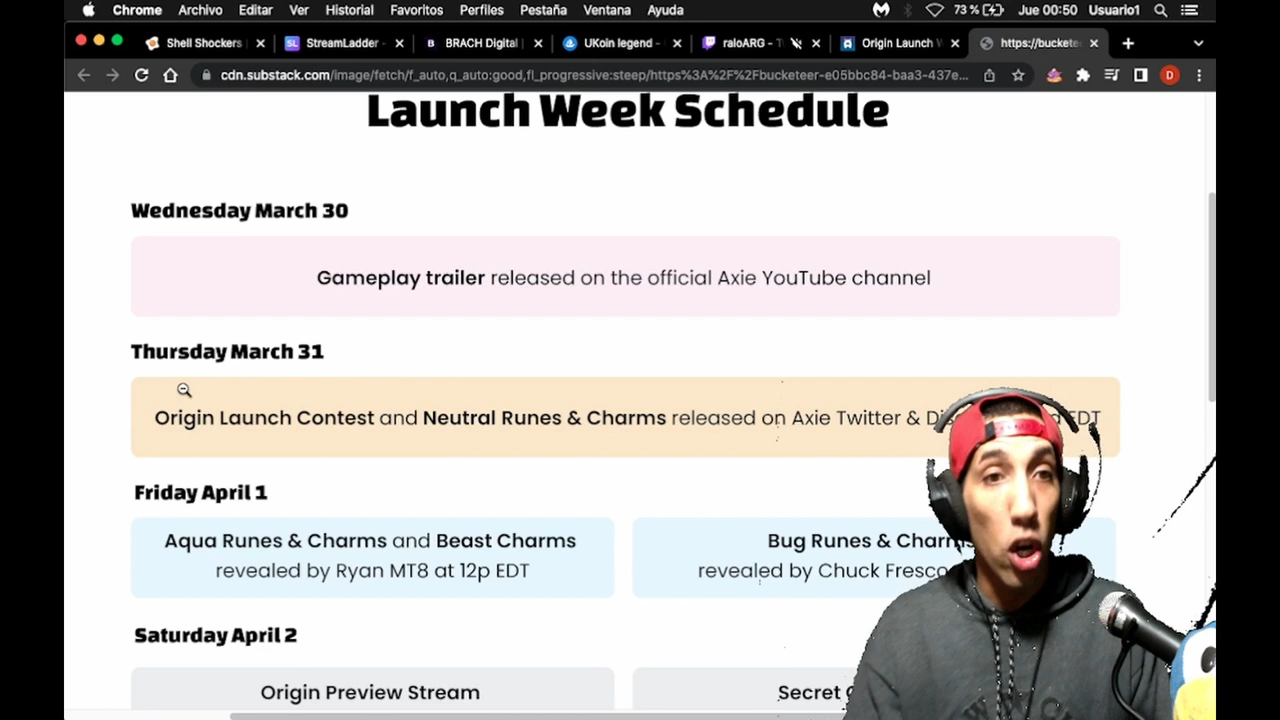 Chrome Archivo Editar Ver Historial Favoritos Perfiles Pestaña Ventana Ayuda 73 % Jue 00:50 Usuario1
Shell Shockers StreamLadder - BRACH Digital UKoin legend - raloARG - Origin Launch https://bucketee
cdn.substack.com/image/fetch/f_auto,q_auto:good,fl_progressive:steep/https%3A%2F%2Fbucketeer-e05bbc84-baa3-437e... D
Launch Week Schedule
Wednesday March 30
Gameplay trailer released on the official Axie YouTube channel
Thursday March 31
Origin Launch Contest and Neutral Runes & Charms released on Axie Twitter & EDT
Friday April 1
Aqua Runes & Charms and Beast Charms
revealed by Ryan MT8 at 12p EDT
Bug Runes & Charms
revealed by Chuck Fresco
Saturday April 2
Origin Preview Stream
Secret